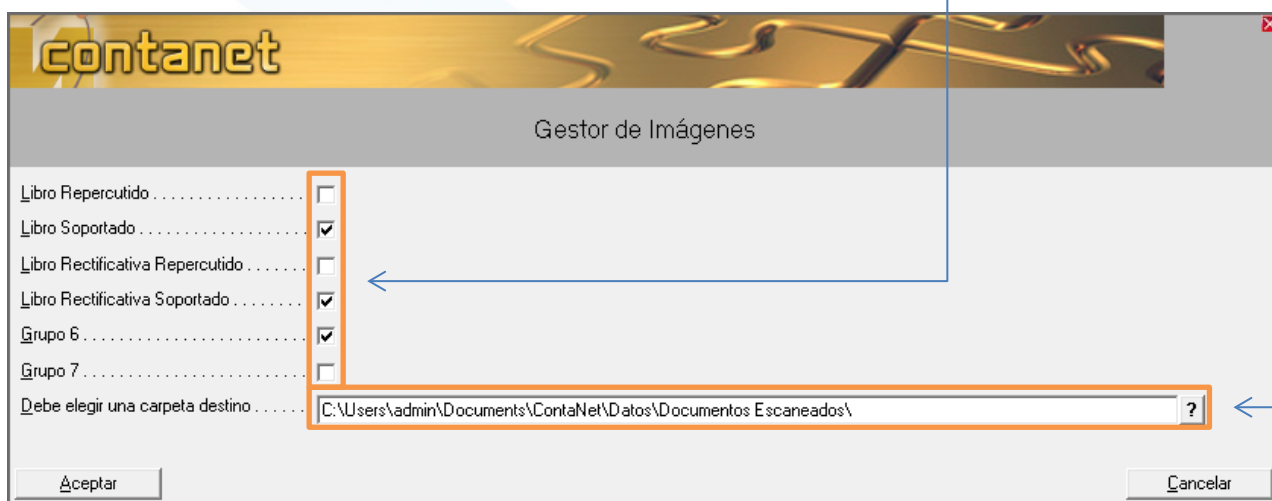 contanet
Gestor de Imágenes
Libro Repercutido . . . . . . . . . . . . . . . . .
Libro Soportado . . . . . . . . . . . . . . . . . . .
Libro Rectificativa Repercutido . . . . . . .
Libro Rectificativa Soportado . . . . . . . .
Grupo 6 . . . . . . . . . . . . . . . . . . . . . . . . .
Grupo 7 . . . . . . . . . . . . . . . . . . . . . . . . .
Debe elegir una carpeta destino . . . . . . C:\Users\admin\Documents\ContaNet\Datos\Documentos Escaneados\ ?
Aceptar Cancelar